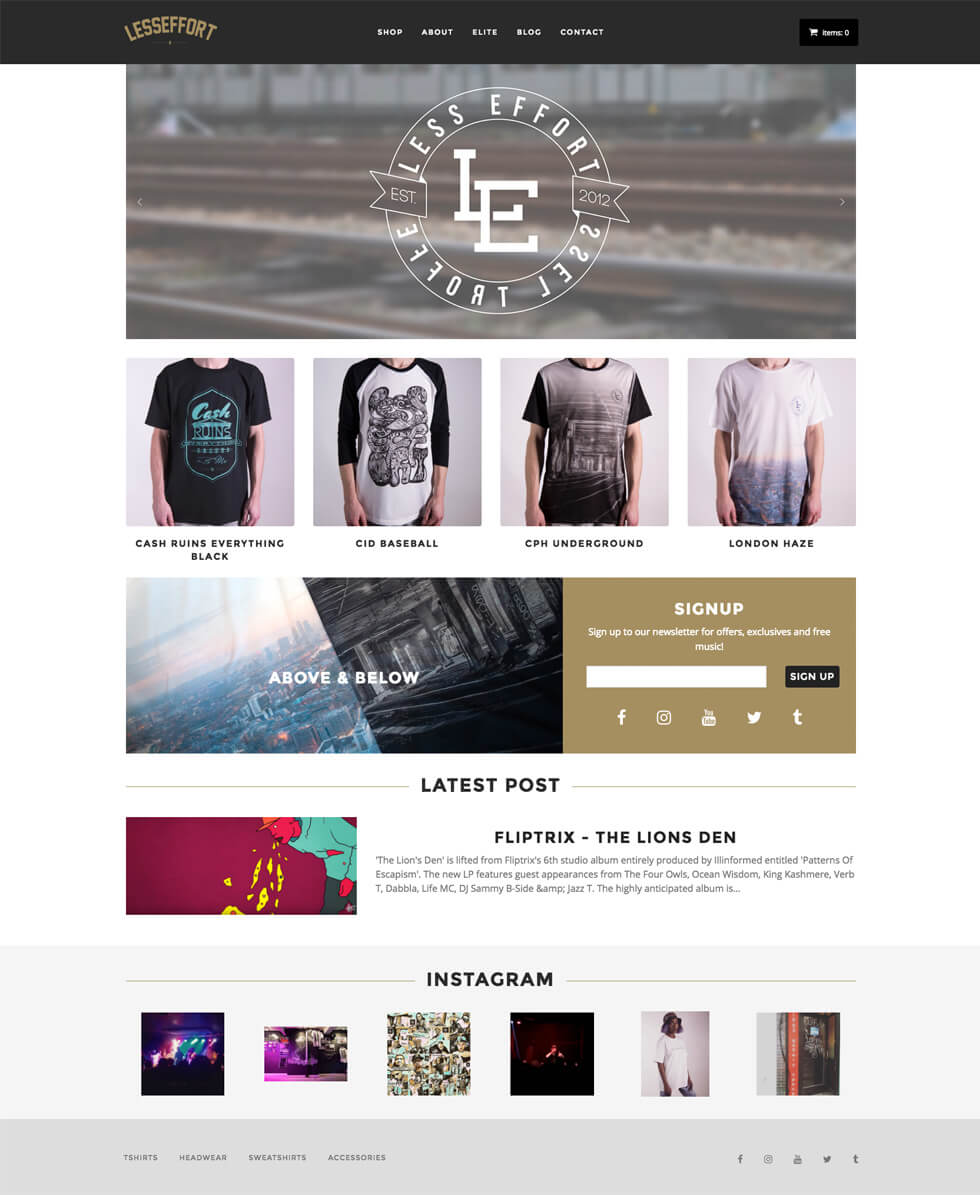 LESSEFFORT
SHOP
ABOUT
ELITE
BLOG
CONTACT
items: 0
LESS EFFORT
EST.
LE
2012
LESS EFFORT
Cash
RUINS
LE
CASH RUINS EVERYTHING
BLACK
CID BASEBALL
CPH UNDERGROUND
LONDON HAZE
ABOVE & BELOW
SIGNUP
Sign up to our newsletter for offers, exclusives and free
music!
SIGN UP
LATEST POST
FLIPTRIX - THE LIONS DEN
'The Lion's Den' is lifted from Fliptrix's 6th studio album entirely produced by Illinformed entitled 'Patterns Of
Escapism'. The new LP features guest appearances from The Four Owls, Ocean Wisdom, King Kashmere, Verb
T, Dabbla, Life MC, DJ Sammy B-Side &amp; Jazz T. The highly anticipated album is...
INSTAGRAM
TSHIRTS
HEADWEAR
SWEATSHIRTS
ACCESSORIES